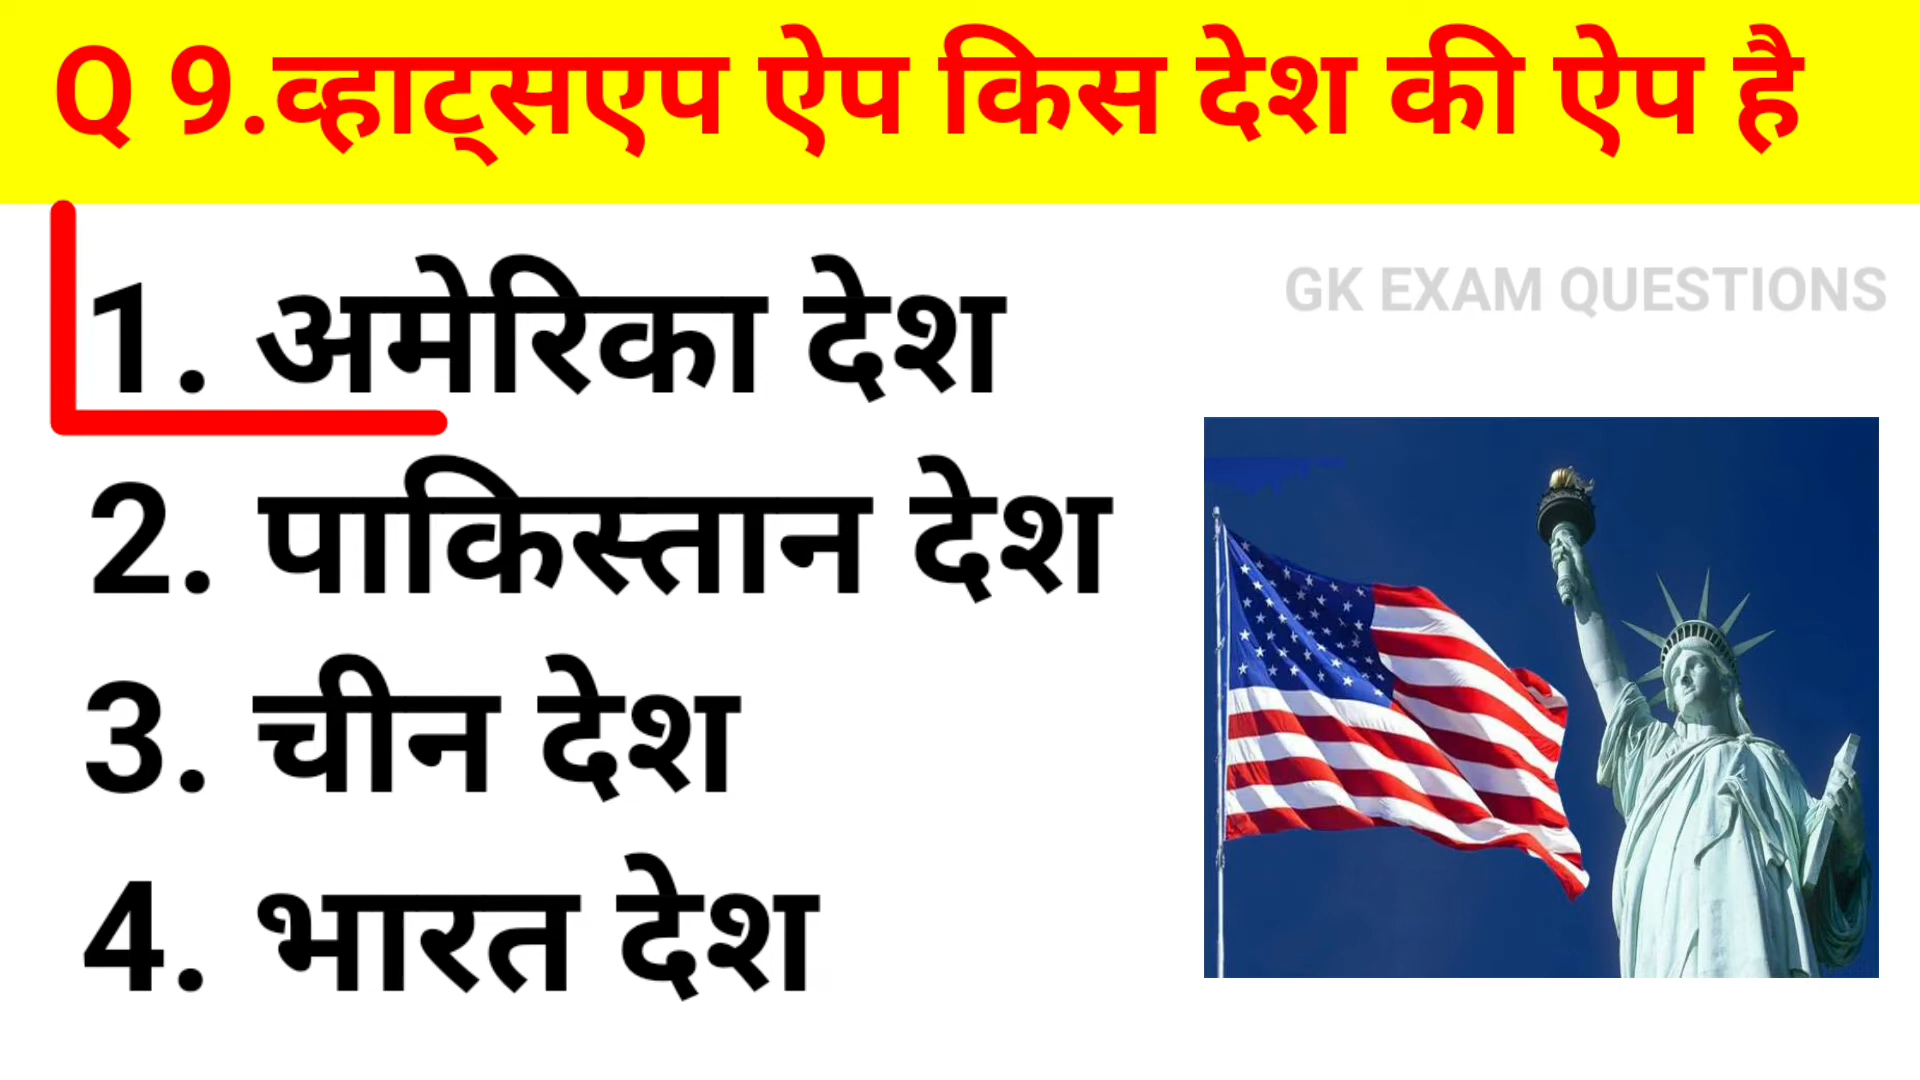 Q 9.व्हाट्सएप ऐप किस देश की ऐप है
GK EXAM QUESTIONS
1. अमेरिका देश
2. पाकिस्तान देश
3. चीन देश
4. भारत देश